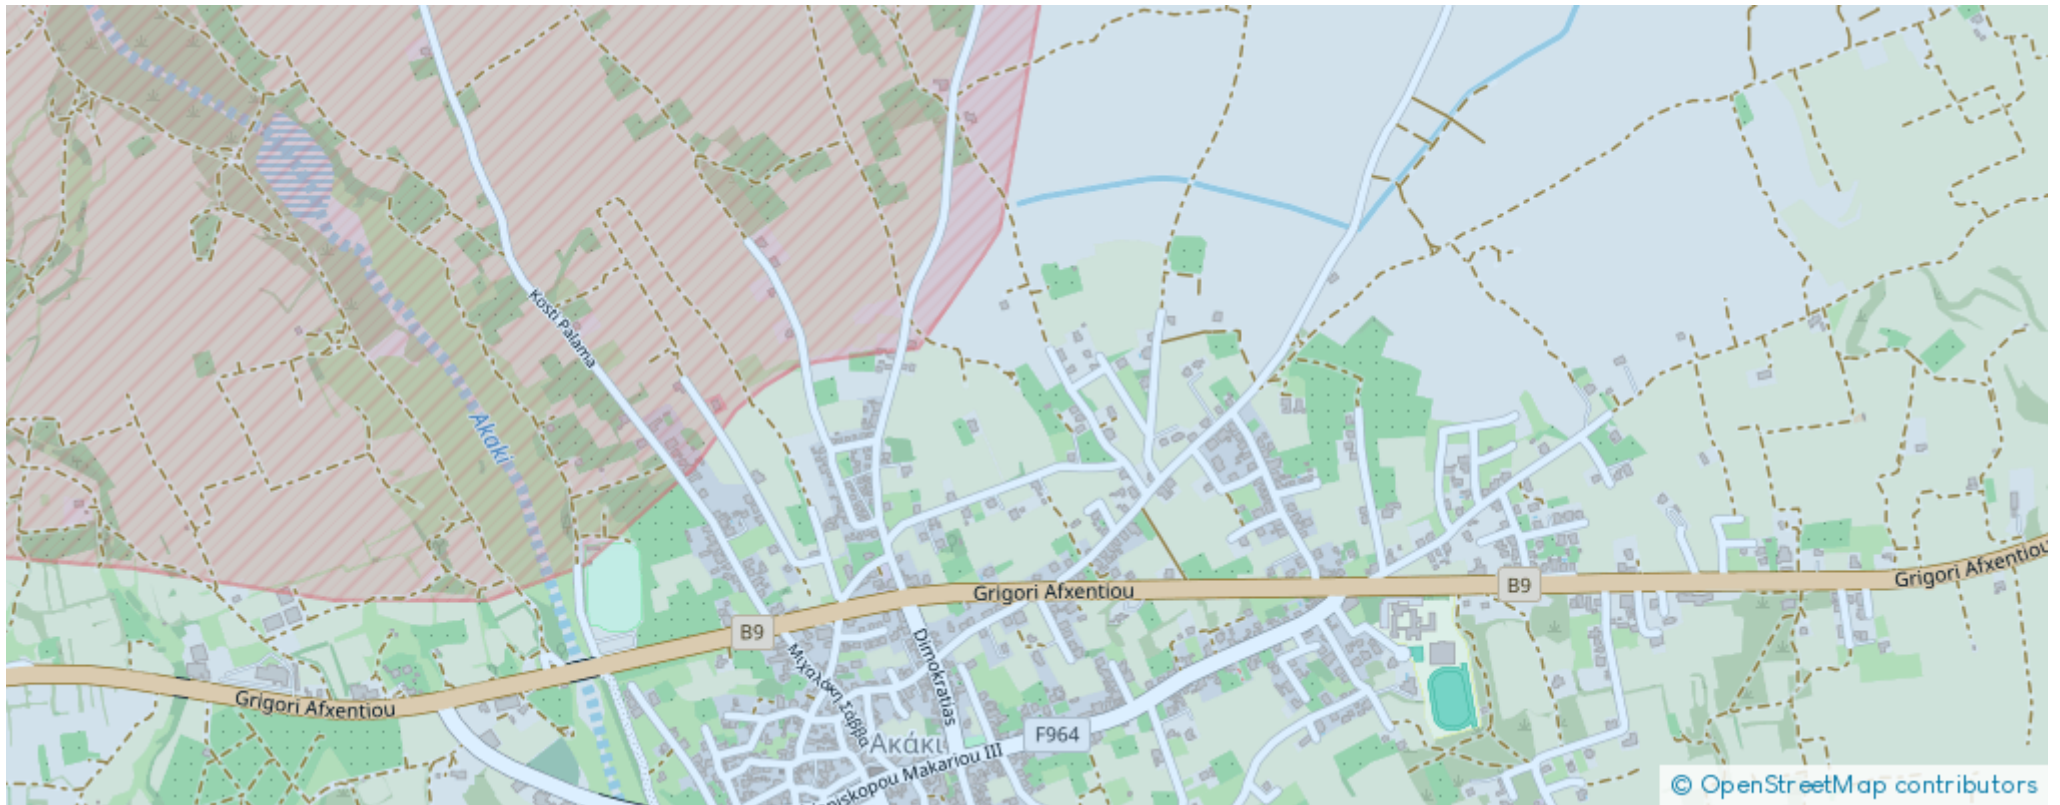 Kosti Palama
Akaki
Grigori Afxentiou
B9
Grigori Afxentiou
B9
Grigori Afxentiou
Μιχαλάκη Σάββα
Dimokratias
Ακάκι
F964
Makariou III
© OpenStreetMap contributors